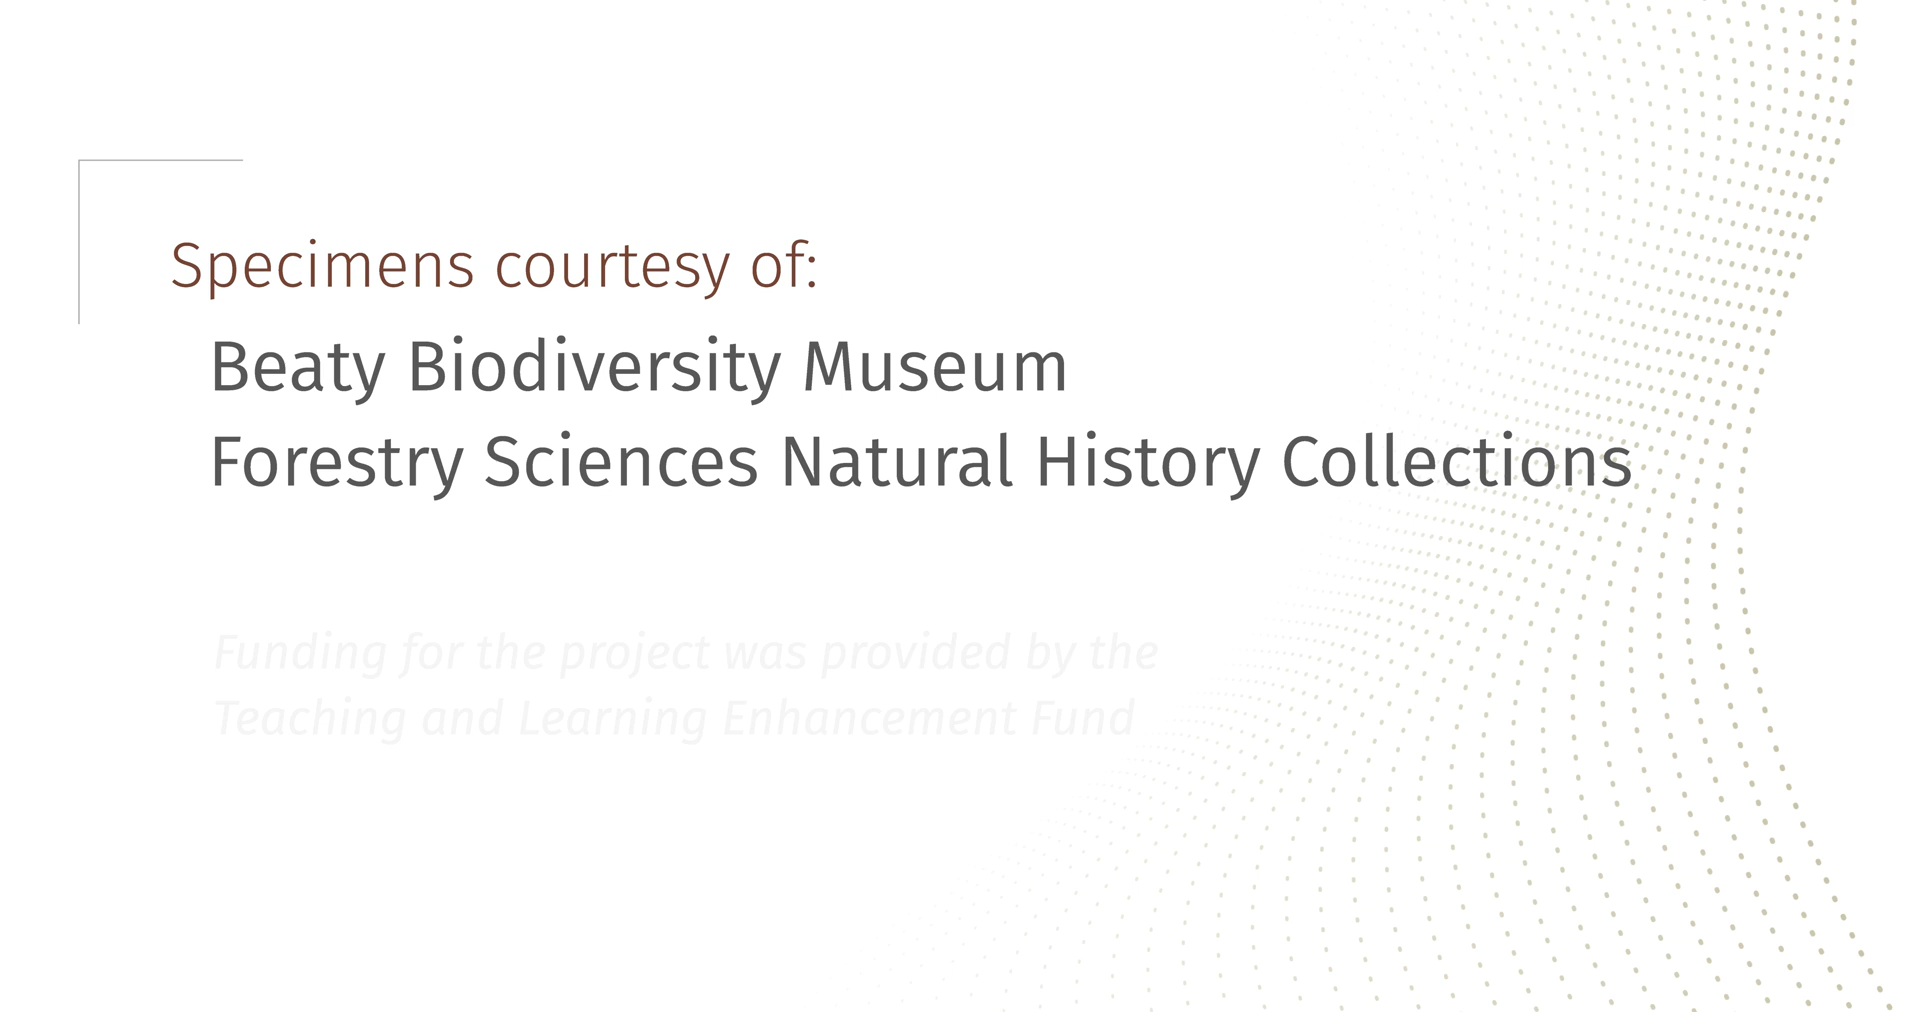 Specimens courtesy of:
Beaty Biodiversity Museum
Forestry Sciences Natural History Collections
Funding for the project was provided by the
Teaching and Learning Enhancement Fund